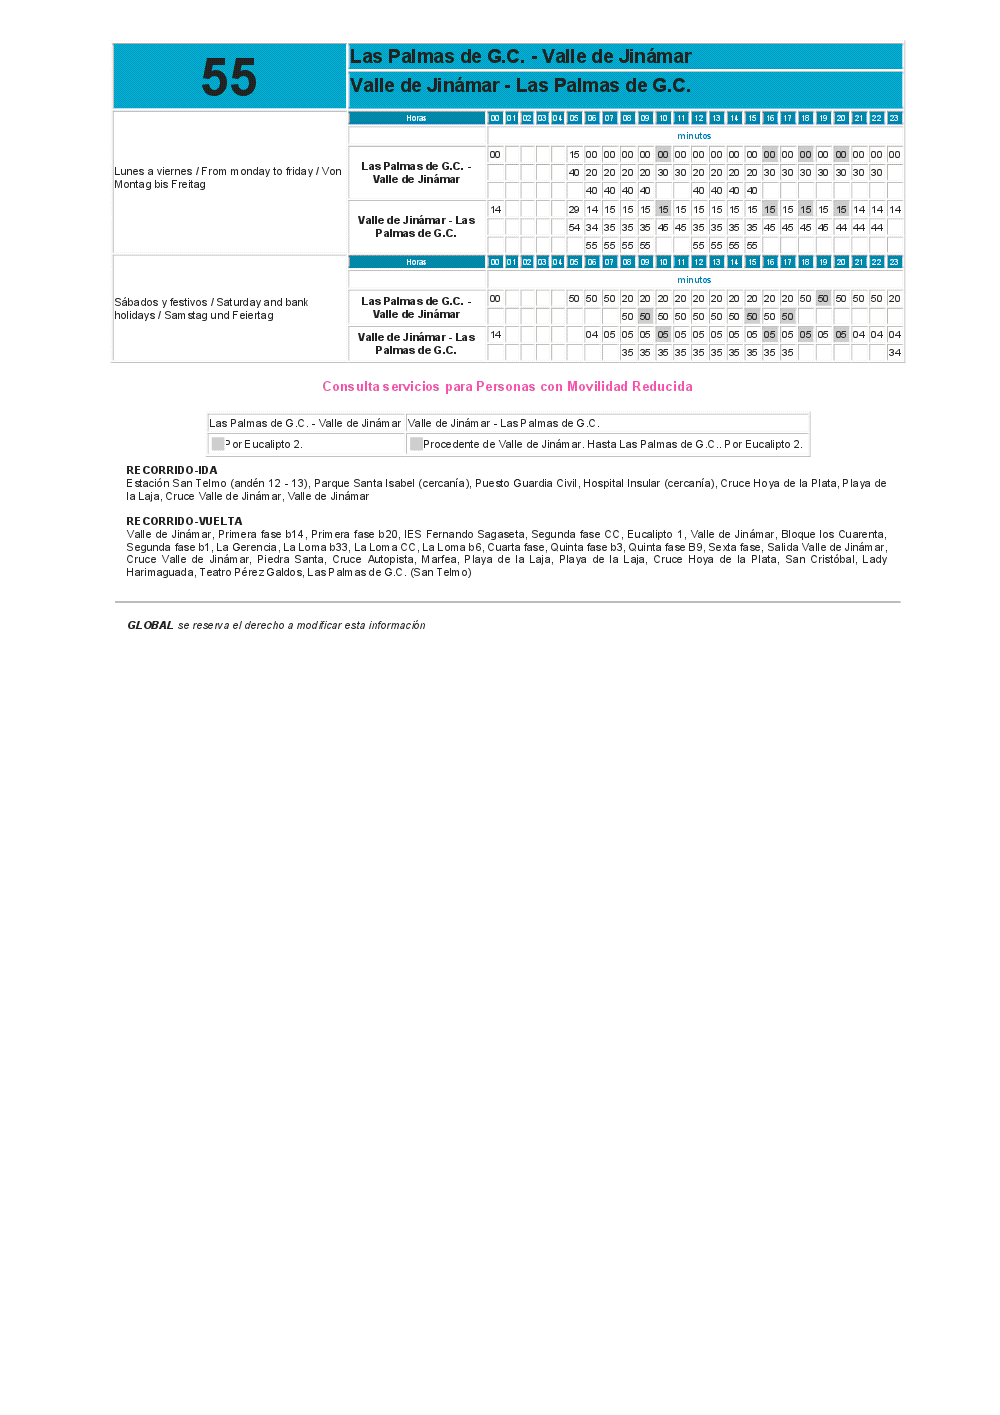 55
Las Palmas de G.C. - Valle de Jinámar
Valle de Jinámar - Las Palmas de G.C.
Horas 00 01 02 03 04 05 06 07 08 09 10 11 12 13 14 15 16 17 18 19 20 21 22 23
minutos
Lunes a viernes / From monday to friday / Von
Montag bis Freitag
Las Palmas de G.C. -
Valle de Jinámar
00 15 00 00 00 00 00 00 00 00 00 00 00 00 00 00 00 00 00 00
40 20 20 20 20 30 30 20 20 20 20 30 30 30 30 30 30 30
40 40 40 40 40 40 40 40
Valle de Jinámar - Las
Palmas de G.C.
14 29 14 15 15 15 15 15 15 15 15 15 15 15 15 15 15 14 14 14
54 34 35 35 35 45 45 35 35 35 35 45 45 45 45 44 44 44
55 55 55 55 55 55 55 55
Horas 00 01 02 03 04 05 06 07 08 09 10 11 12 13 14 15 16 17 18 19 20 21 22 23
minutos
Sábados y festivos / Saturday and bank
holidays / Samstag und Feiertag
Las Palmas de G.C. -
Valle de Jinámar
00 50 50 50 20 20 20 20 20 20 20 20 20 20 50 50 50 50 50 20
50 50 50 50 50 50 50 50 50 50
Valle de Jinámar - Las
Palmas de G.C.
14 04 05 05 05 05 05 05 05 05 05 05 05 05 05 05 04 04 04
35 35 35 35 35 35 35 35 35 35 34
Consulta servicios para Personas con Movilidad Reducida
Las Palmas de G.C. - Valle de Jinámar Valle de Jinámar - Las Palmas de G.C.
Por Eucalipto 2. Procedente de Valle de Jinámar. Hasta Las Palmas de G.C.. Por Eucalipto 2.
RECORRIDO-IDA
Estación San Telmo (andén 12 - 13), Parque Santa Isabel (cercanía), Puesto Guardia Civil, Hospital Insular (cercanía), Cruce Hoya de la Plata, Playa de
la Laja, Cruce Valle de Jinámar, Valle de Jinámar
RECORRIDO-VUELTA
Valle de Jinámar, Primera fase b14, Primera fase b20, IES Fernando Sagaseta, Segunda fase CC, Eucalipto 1, Valle de Jinámar, Bloque los Cuarenta,
Segunda fase b1, La Gerencia, La Loma b33, La Loma CC, La Loma b6, Cuarta fase, Quinta fase b3, Quinta fase B9, Sexta fase, Salida Valle de Jinámar,
Cruce Valle de Jinámar, Piedra Santa, Cruce Autopista, Marfea, Playa de la Laja, Playa de la Laja, Cruce Hoya de la Plata, San Cristóbal, Lady
Harimaguada, Teatro Pérez Galdos, Las Palmas de G.C. (San Telmo)
GLOBAL se reserva el derecho a modificar esta información